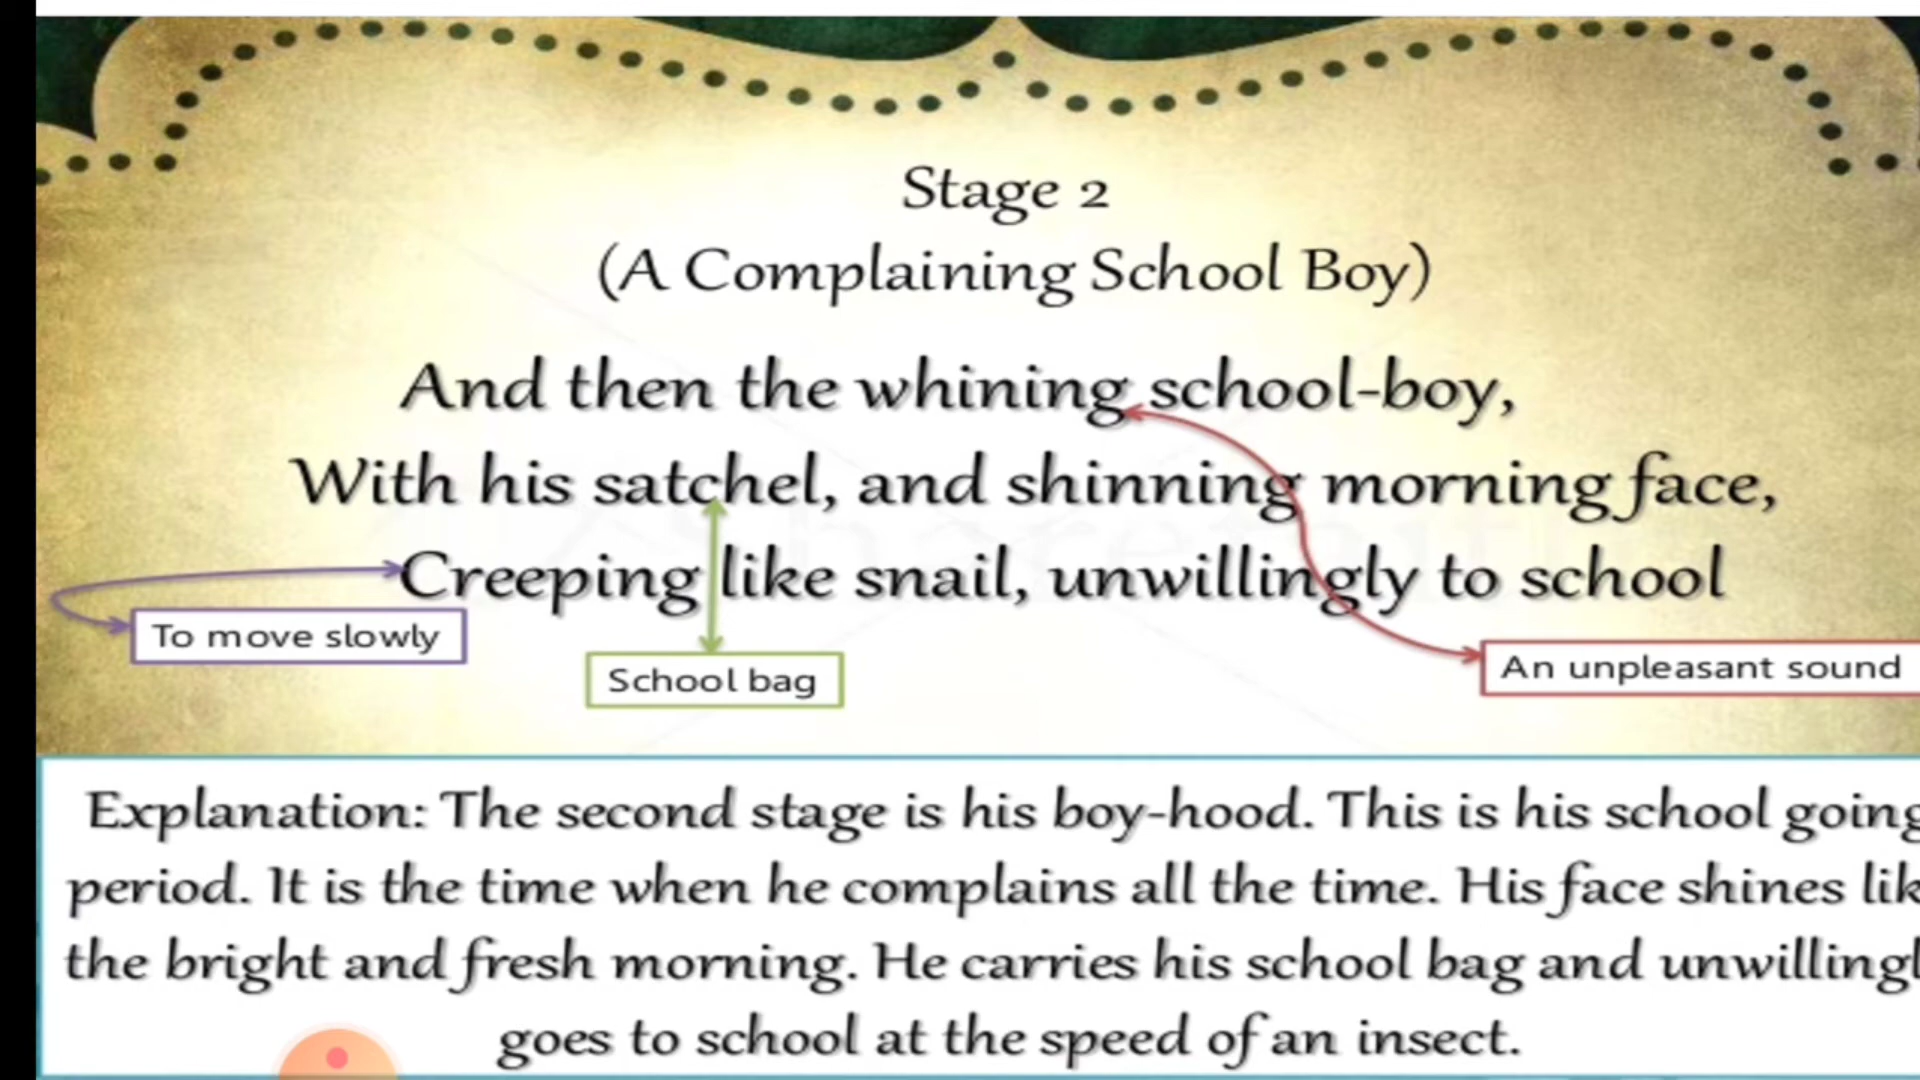 Stage 2
(A Complaining School Boy)
And then the whining school-boy,
With his satchel, and shinning morning face,
Creeping like snail, unwillingly to school
To move slowly
School bag
An unpleasant sound
Explanation: The second stage is his boy-hood. This is his school going
period. It is the time when he complains all the time. His face shines lik
the bright and fresh morning. He carries his school bag and unwillingl
goes to school at the speed of an insect.